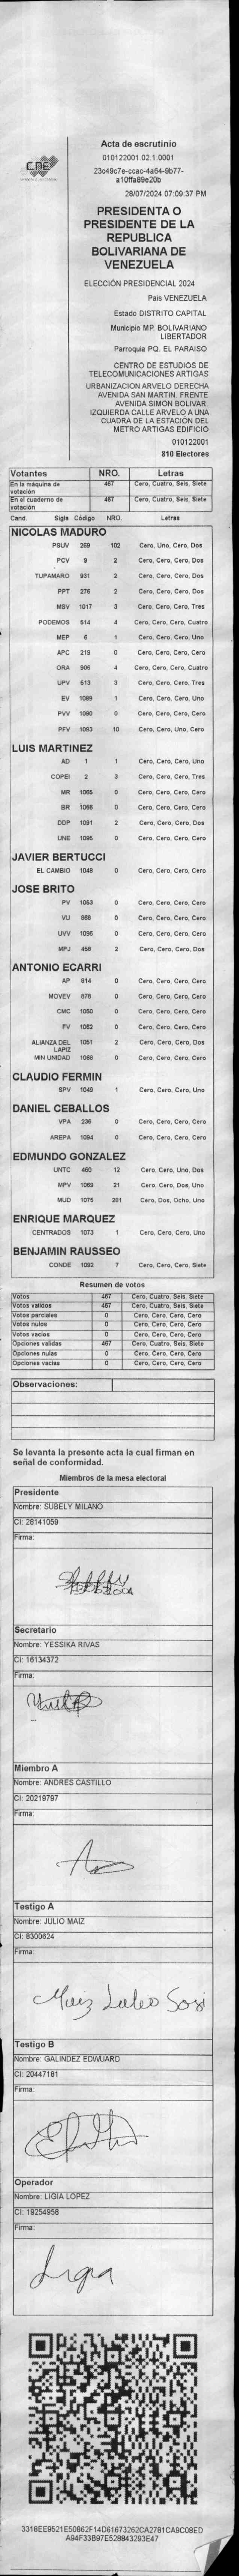 CNE
Acta de escrutinio
010122001.02.1.0001
23c49c7e-ccac-4a64-9b77-
a10ffa89e20b
28/07/2024 07:09:37 PM
PRESIDENTA O
PRESIDENTE DE LA
REPUBLICA
BOLIVARIANA DE
VENEZUELA
ELECCIÓN PRESIDENCIAL 2024
Pais VENEZUELA
Estado DISTRITO CAPITAL
Municipio MP. BOLIVARIANO
LIBERTADOR
Parroquia PQ. EL PARAISO
CENTRO DE ESTUDIOS DE
TELECOMUNICACIONES ARTIGAS
URBANIZACION ARVELO DERECHA
AVENIDA SAN MARTIN. FRENTE
AVENIDA SIMON BOLIVAR.
IZQUIERDA CALLE ARVELO A UNA
CUADRA DE LA ESTACIÓN DEL
METRO ARTIGAS EDIFICIO
010122001
810 Electores
Votantes NRO. Letras
En la máquina de votación 467 Cero, Cuatro, Seis, Siete
En el cuaderno de votación 467 Cero, Cuatro, Seis, Siete
Cand. Sigla Código NRO. Letras
NICOLAS MADURO
PSUV 269 102 Cero, Uno, Cero, Dos
PCV 9 2 Cero, Cero, Cero, Dos
TUPAMARO 931 2 Cero, Cero, Cero, Dos
PPT 276 2 Cero, Cero, Cero, Dos
MSV 1017 3 Cero, Cero, Cero, Tres
PODEMOS 514 4 Cero, Cero, Cero, Cuatro
MEP 6 1 Cero, Cero, Cero, Uno
APC 219 0 Cero, Cero, Cero, Cero
ORA 906 4 Cero, Cero, Cero, Cuatro
UPV 613 3 Cero, Cero, Cero, Tres
EV 1089 1 Cero, Cero, Cero, Uno
PVV 1090 0 Cero, Cero, Cero, Cero
PFV 1093 10 Cero, Cero, Uno, Cero
LUIS MARTINEZ
AD 1 1 Cero, Cero, Cero, Uno
COPEI 2 3 Cero, Cero, Cero, Tres
MR 1065 0 Cero, Cero, Cero, Cero
BR 1066 0 Cero, Cero, Cero, Cero
DDP 1091 2 Cero, Cero, Cero, Dos
UNE 1095 0 Cero, Cero, Cero, Cero
JAVIER BERTUCCI
EL CAMBIO 1048 0 Cero, Cero, Cero, Cero
JOSE BRITO
PV 1053 0 Cero, Cero, Cero, Cero
VU 868 0 Cero, Cero, Cero, Cero
UVV 1096 0 Cero, Cero, Cero, Cero
MPJ 458 2 Cero, Cero, Cero, Dos
ANTONIO ECARRI
AP 914 0 Cero, Cero, Cero, Cero
MOVEV 878 0 Cero, Cero, Cero, Cero
CMC 1050 0 Cero, Cero, Cero, Cero
FV 1062 0 Cero, Cero, Cero, Cero
ALIANZA DEL LAPIZ 1051 2 Cero, Cero, Cero, Dos
MIN UNIDAD 1068 0 Cero, Cero, Cero, Cero
CLAUDIO FERMIN
SPV 1049 1 Cero, Cero, Cero, Uno
DANIEL CEBALLOS
VPA 236 0 Cero, Cero, Cero, Cero
AREPA 1094 0 Cero, Cero, Cero, Cero
EDMUNDO GONZALEZ
UNTC 460 12 Cero, Cero, Uno, Dos
MPV 1069 21 Cero, Cero, Dos, Uno
MUD 1075 281 Cero, Dos, Ocho, Uno
ENRIQUE MARQUEZ
CENTRADOS 1073 1 Cero, Cero, Cero, Uno
BENJAMIN RAUSSEO
CONDE 1092 7 Cero, Cero, Cero, Siete
Resumen de votos
Votos 467 Cero, Cuatro, Seis, Siete
Votos validos 467 Cero, Cuatro, Seis, Siete
Votos parciales 0 Cero, Cero, Cero, Cero
Votos nulos 0 Cero, Cero, Cero, Cero
Votos vacios 0 Cero, Cero, Cero, Cero
Opciones validas 467 Cero, Cuatro, Seis, Siete
Opciones nulas 0 Cero, Cero, Cero, Cero
Opciones vacias 0 Cero, Cero, Cero, Cero
Observaciones:
Se levanta la presente acta la cual firman en
señal de conformidad.
Miembros de la mesa electoral
Presidente
Nombre: SUBELY MILANO
CI: 26141059
Firma:
Secretario
Nombre: YESSIKA RIVAS
CI: 16134372
Firma:
Miembro A
Nombre: ANDRES CASTILLO
CI: 20219797
Firma:
Testigo A
Nombre: JULIO MAIZ
CI: 6300624
Firma:
Testigo B
Nombre: GALINDEZ EDWUARD
CI: 20447181
Firma:
Operador
Nombre: LIGIA LOPEZ
CI: 19254958
Firma:
Ligia
3318EE9521E50862F14D61673262CA2781CA9C08ED
A94F33B97E528843293E47